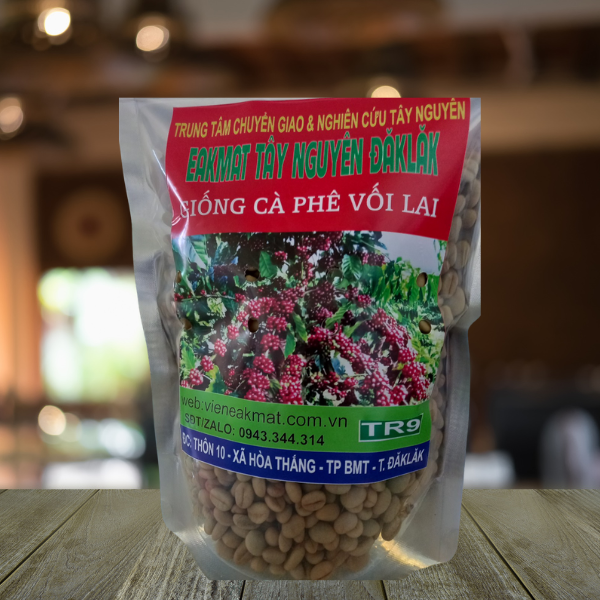 TRUNG TÂM CHUYÊN GIAO & NGHIÊN CỨU TÂY NGUYÊN
EAKMAT TÂY NGUYÊN ĐĂKLĂK
GIỐNG CÀ PHÊ VỐI LAI
web:vieneakmat.com.vn
SĐT/ZALO: 0943.344.314
TR9
ĐC: THÔN 10 - XÃ HÒA THẮNG - TP BMT - T. ĐĂKLĂK